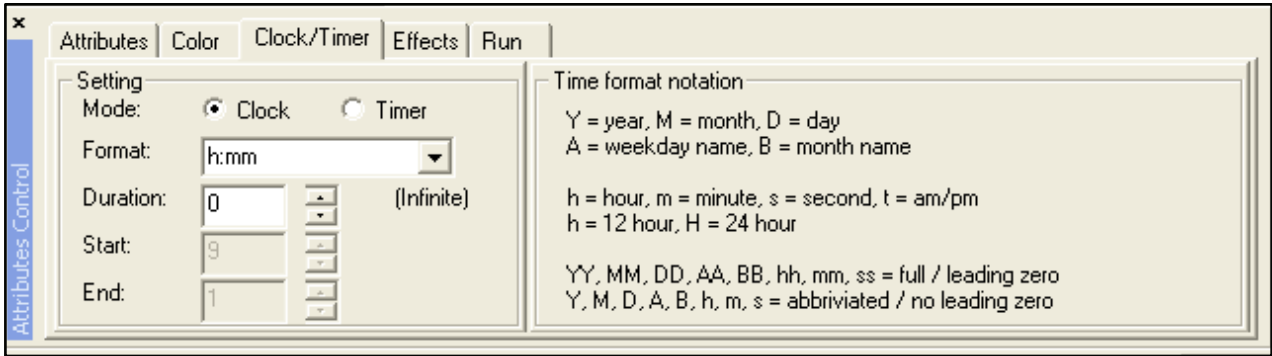 ×
Attributes Control
Attributes Color Clock/Timer Effects Run
Setting
Mode: Clock Timer
Format: h:mm
Duration: 0 (Infinite)
Start: 9
End: 1
Time format notation
Y = year, M = month, D = day
A = weekday name, B = month name
h = hour, m = minute, s = second, t = am/pm
h = 12 hour, H = 24 hour
YY, MM, DD, AA, BB, hh, mm, ss = full / leading zero
Y, M, D, A, B, h, m, s = abbriviated / no leading zero